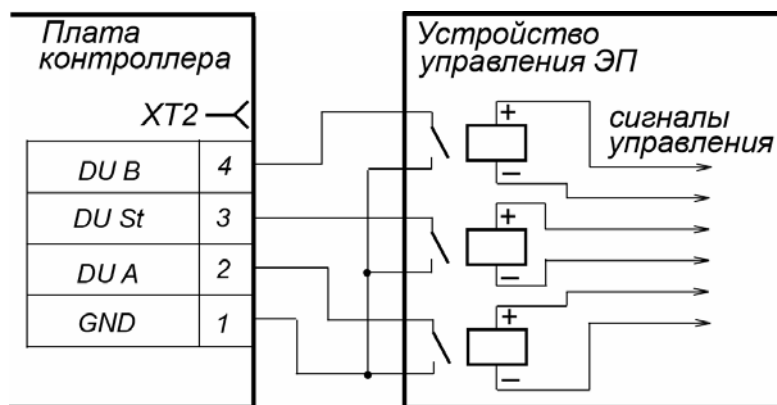 Плата
контроллера
Устройство
управления ЭП
XT2
сигналы
управления
DU B 4
DU St 3
DU A 2
GND 1
+
−
+
−
+
−